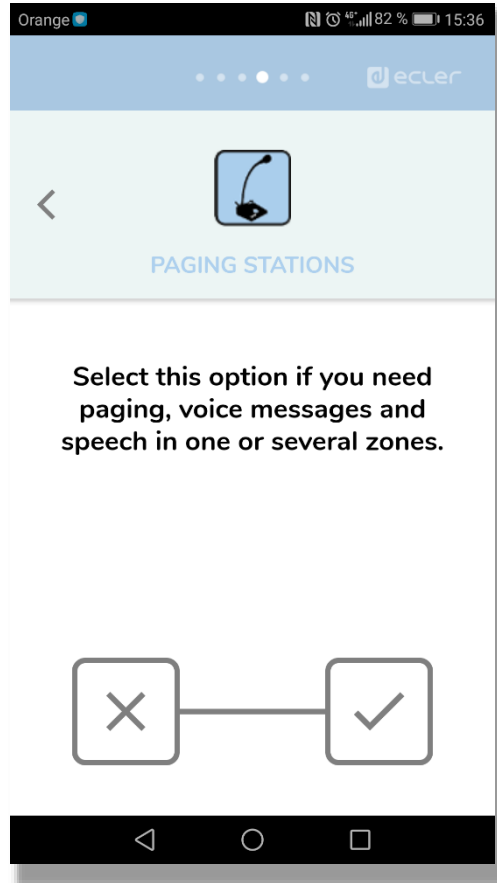 Orange 4G 82 % 15:36
ecler
PAGING STATIONS
Select this option if you need
paging, voice messages and
speech in one or several zones.